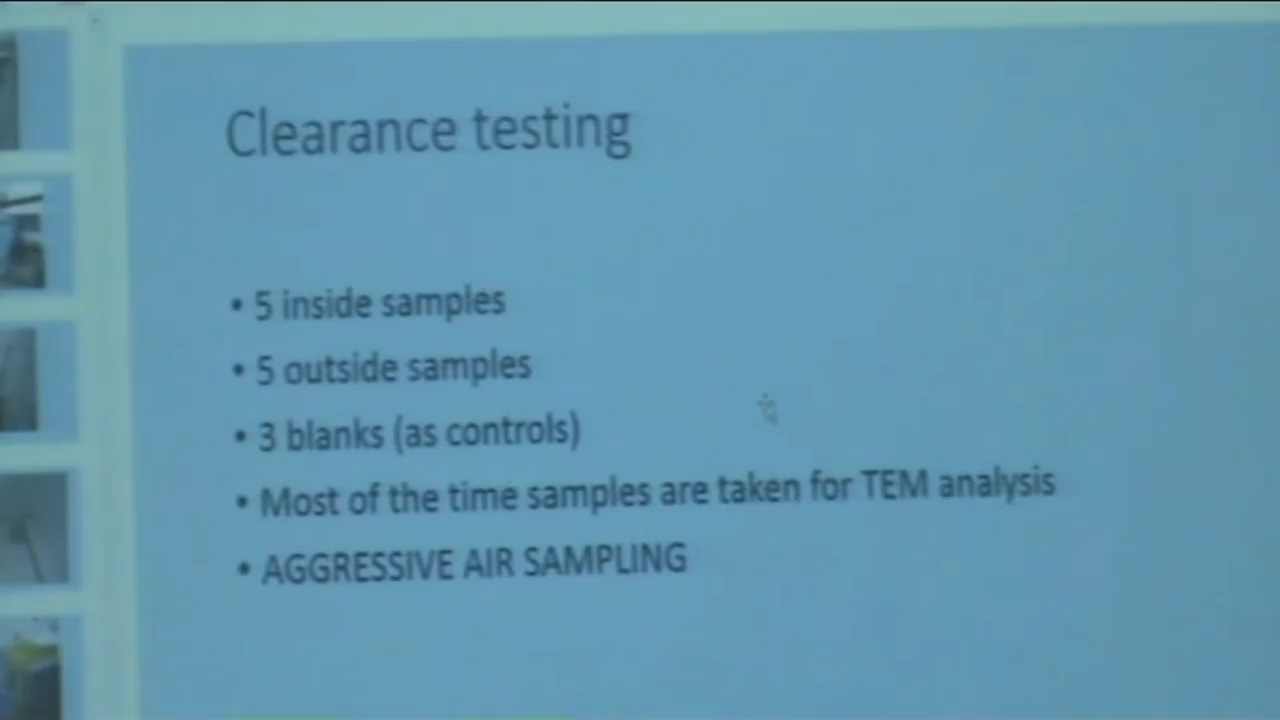 Clearance testing
• 5 inside samples
• 5 outside samples
• 3 blanks (as controls)
• Most of the time samples are taken for TEM analysis
• AGGRESSIVE AIR SAMPLING